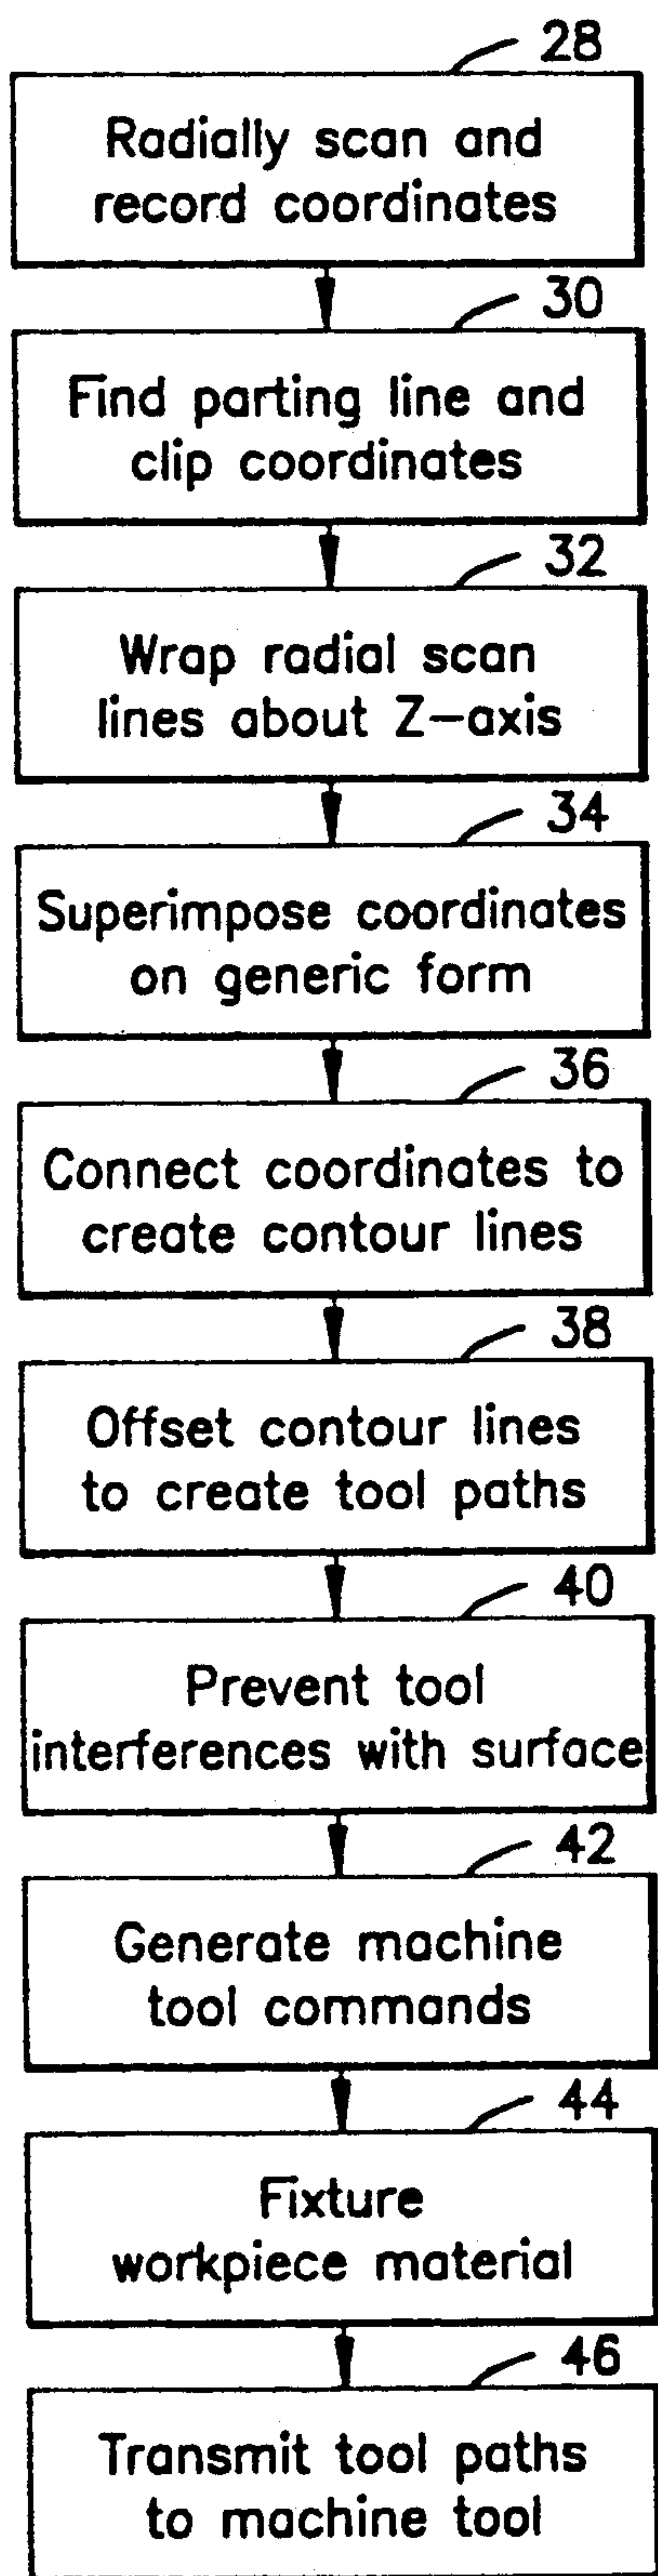 28
Radially scan and
record coordinates
30
Find parting line and
clip coordinates
32
Wrap radial scan
lines about Z-axis
34
Superimpose coordinates
on generic form
36
Connect coordinates to
create contour lines
38
Offset contour lines
to create tool paths
40
Prevent tool
interferences with surface
42
Generate machine
tool commands
44
Fixture
workpiece material
46
Transmit tool paths
to machine tool